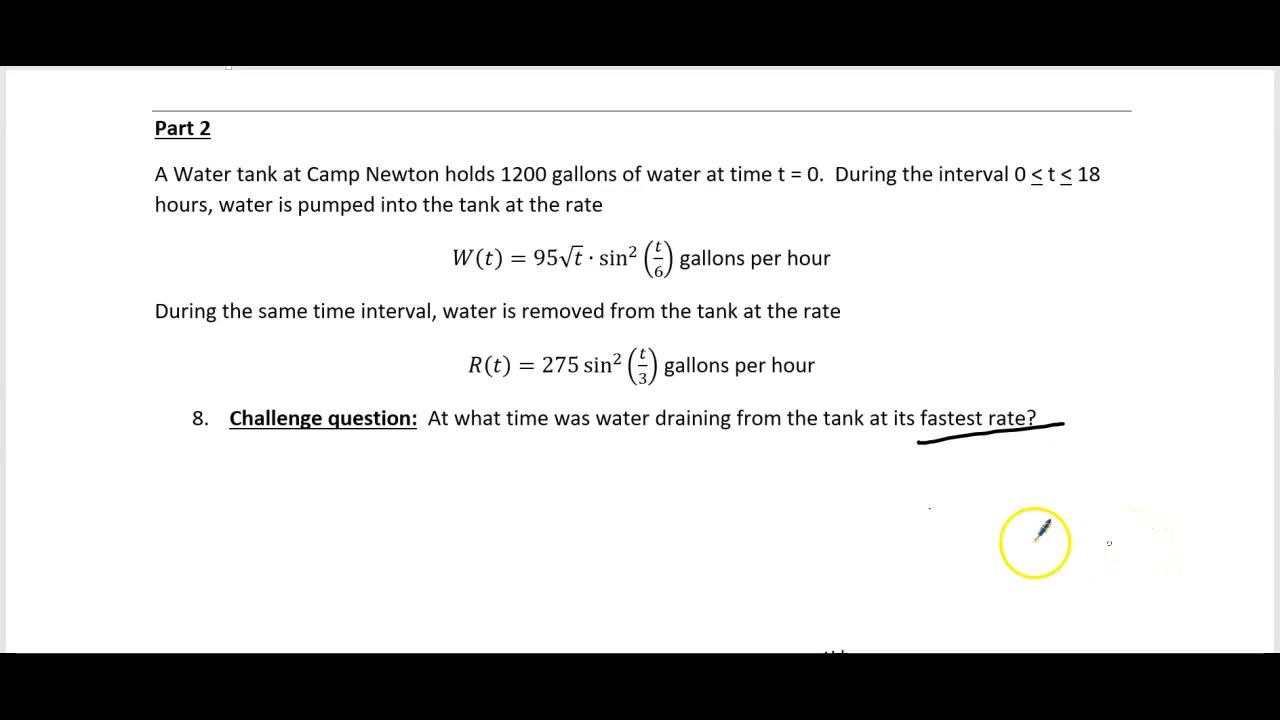 Part 2
A Water tank at Camp Newton holds 1200 gallons of water at time t = 0.  During the interval 0 ≤ t ≤ 18
hours, water is pumped into the tank at the rate
W(t) = 95√t · sin² (t/6) gallons per hour
During the same time interval, water is removed from the tank at the rate
R(t) = 275 sin² (t/3) gallons per hour
8. Challenge question:  At what time was water draining from the tank at its fastest rate?